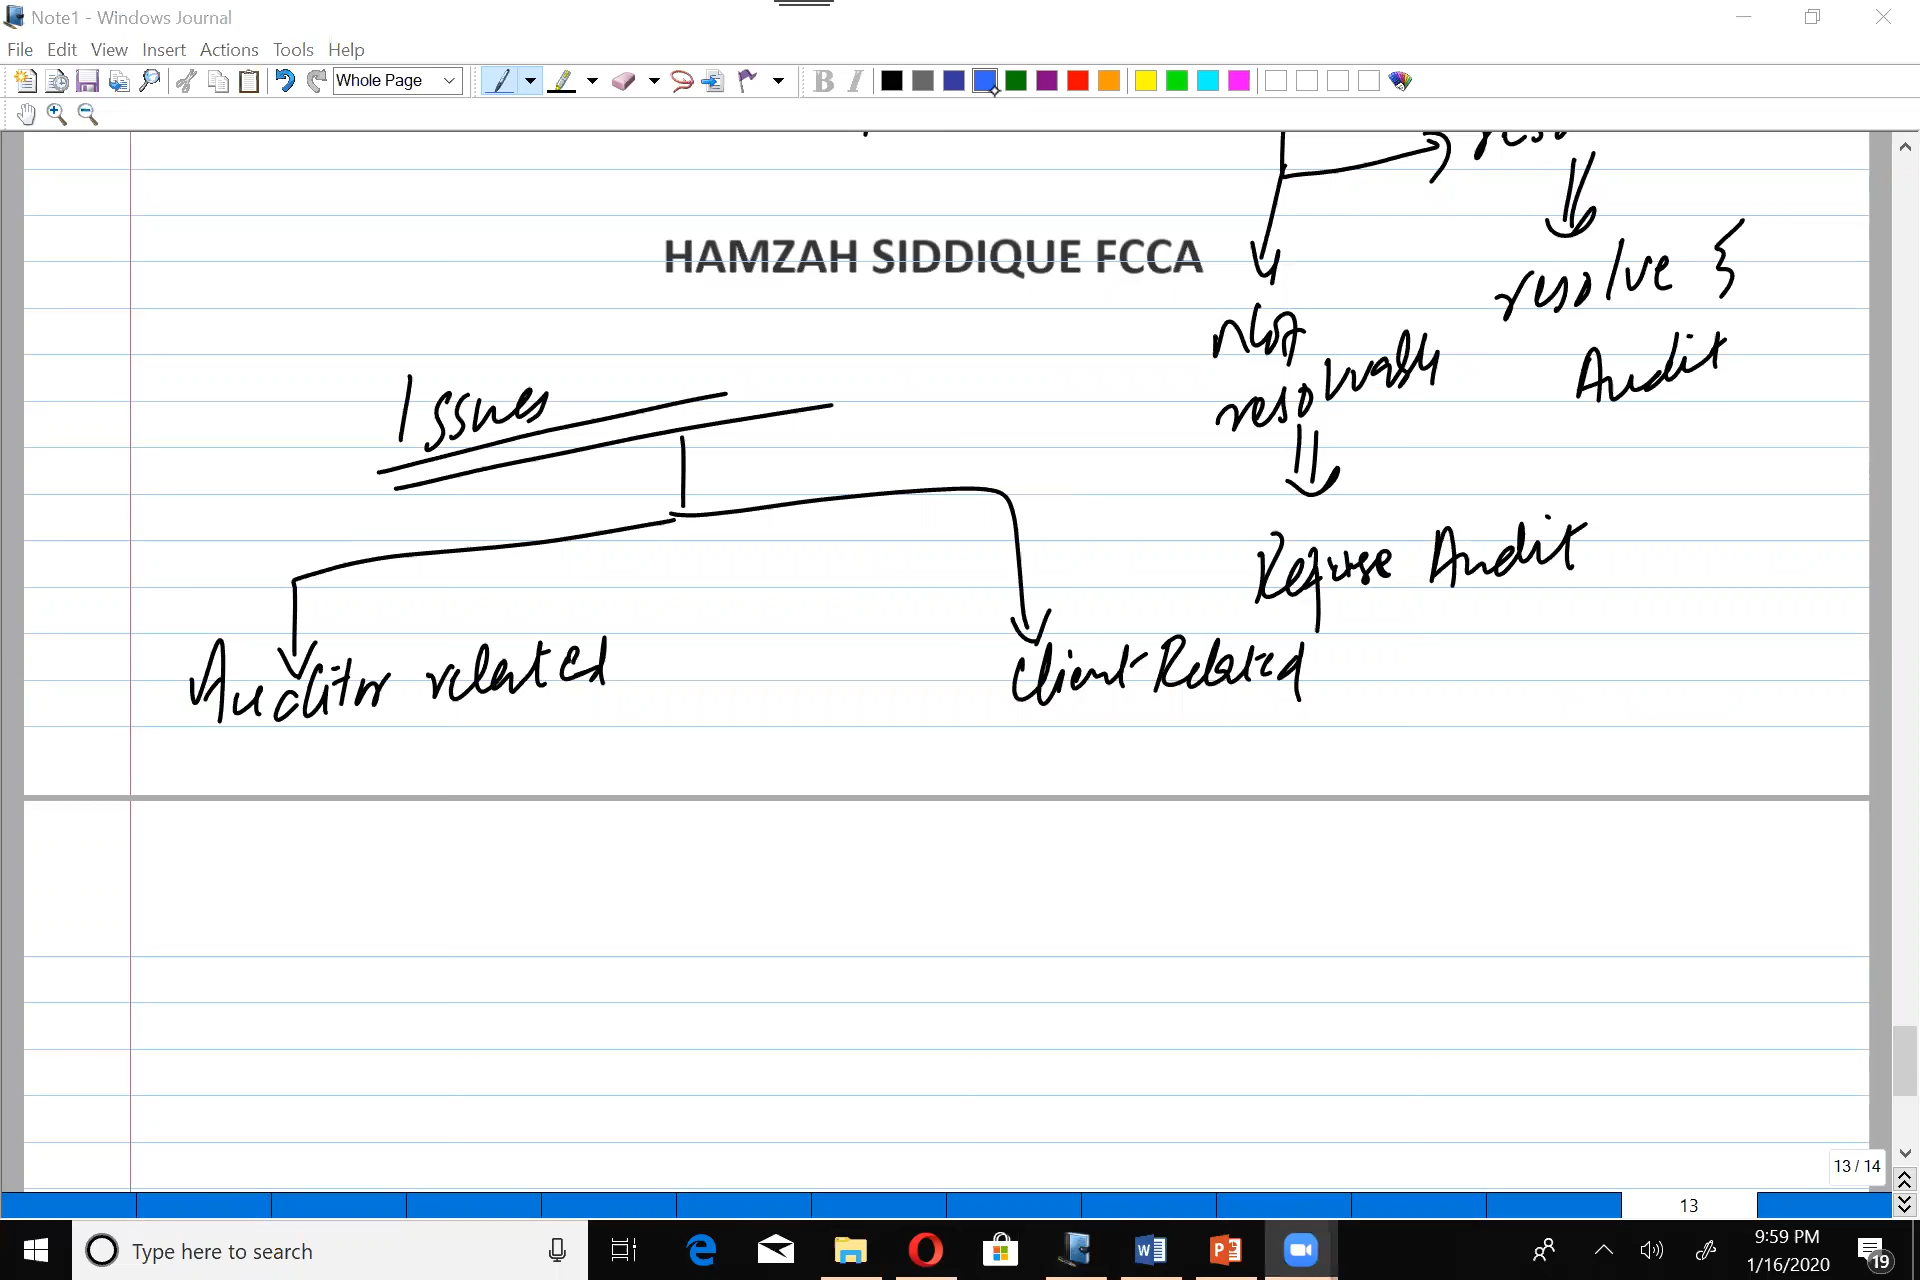 Note1 - Windows Journal
File Edit View Insert Actions Tools Help
Whole Page
B I
HAMZAH SIDDIQUE FCCA
resolve &
Audit
not
Issues
Refuse Audit
Auditor related
Client Related
13 / 14
13
Type here to search
9:59 PM
1/16/2020
19